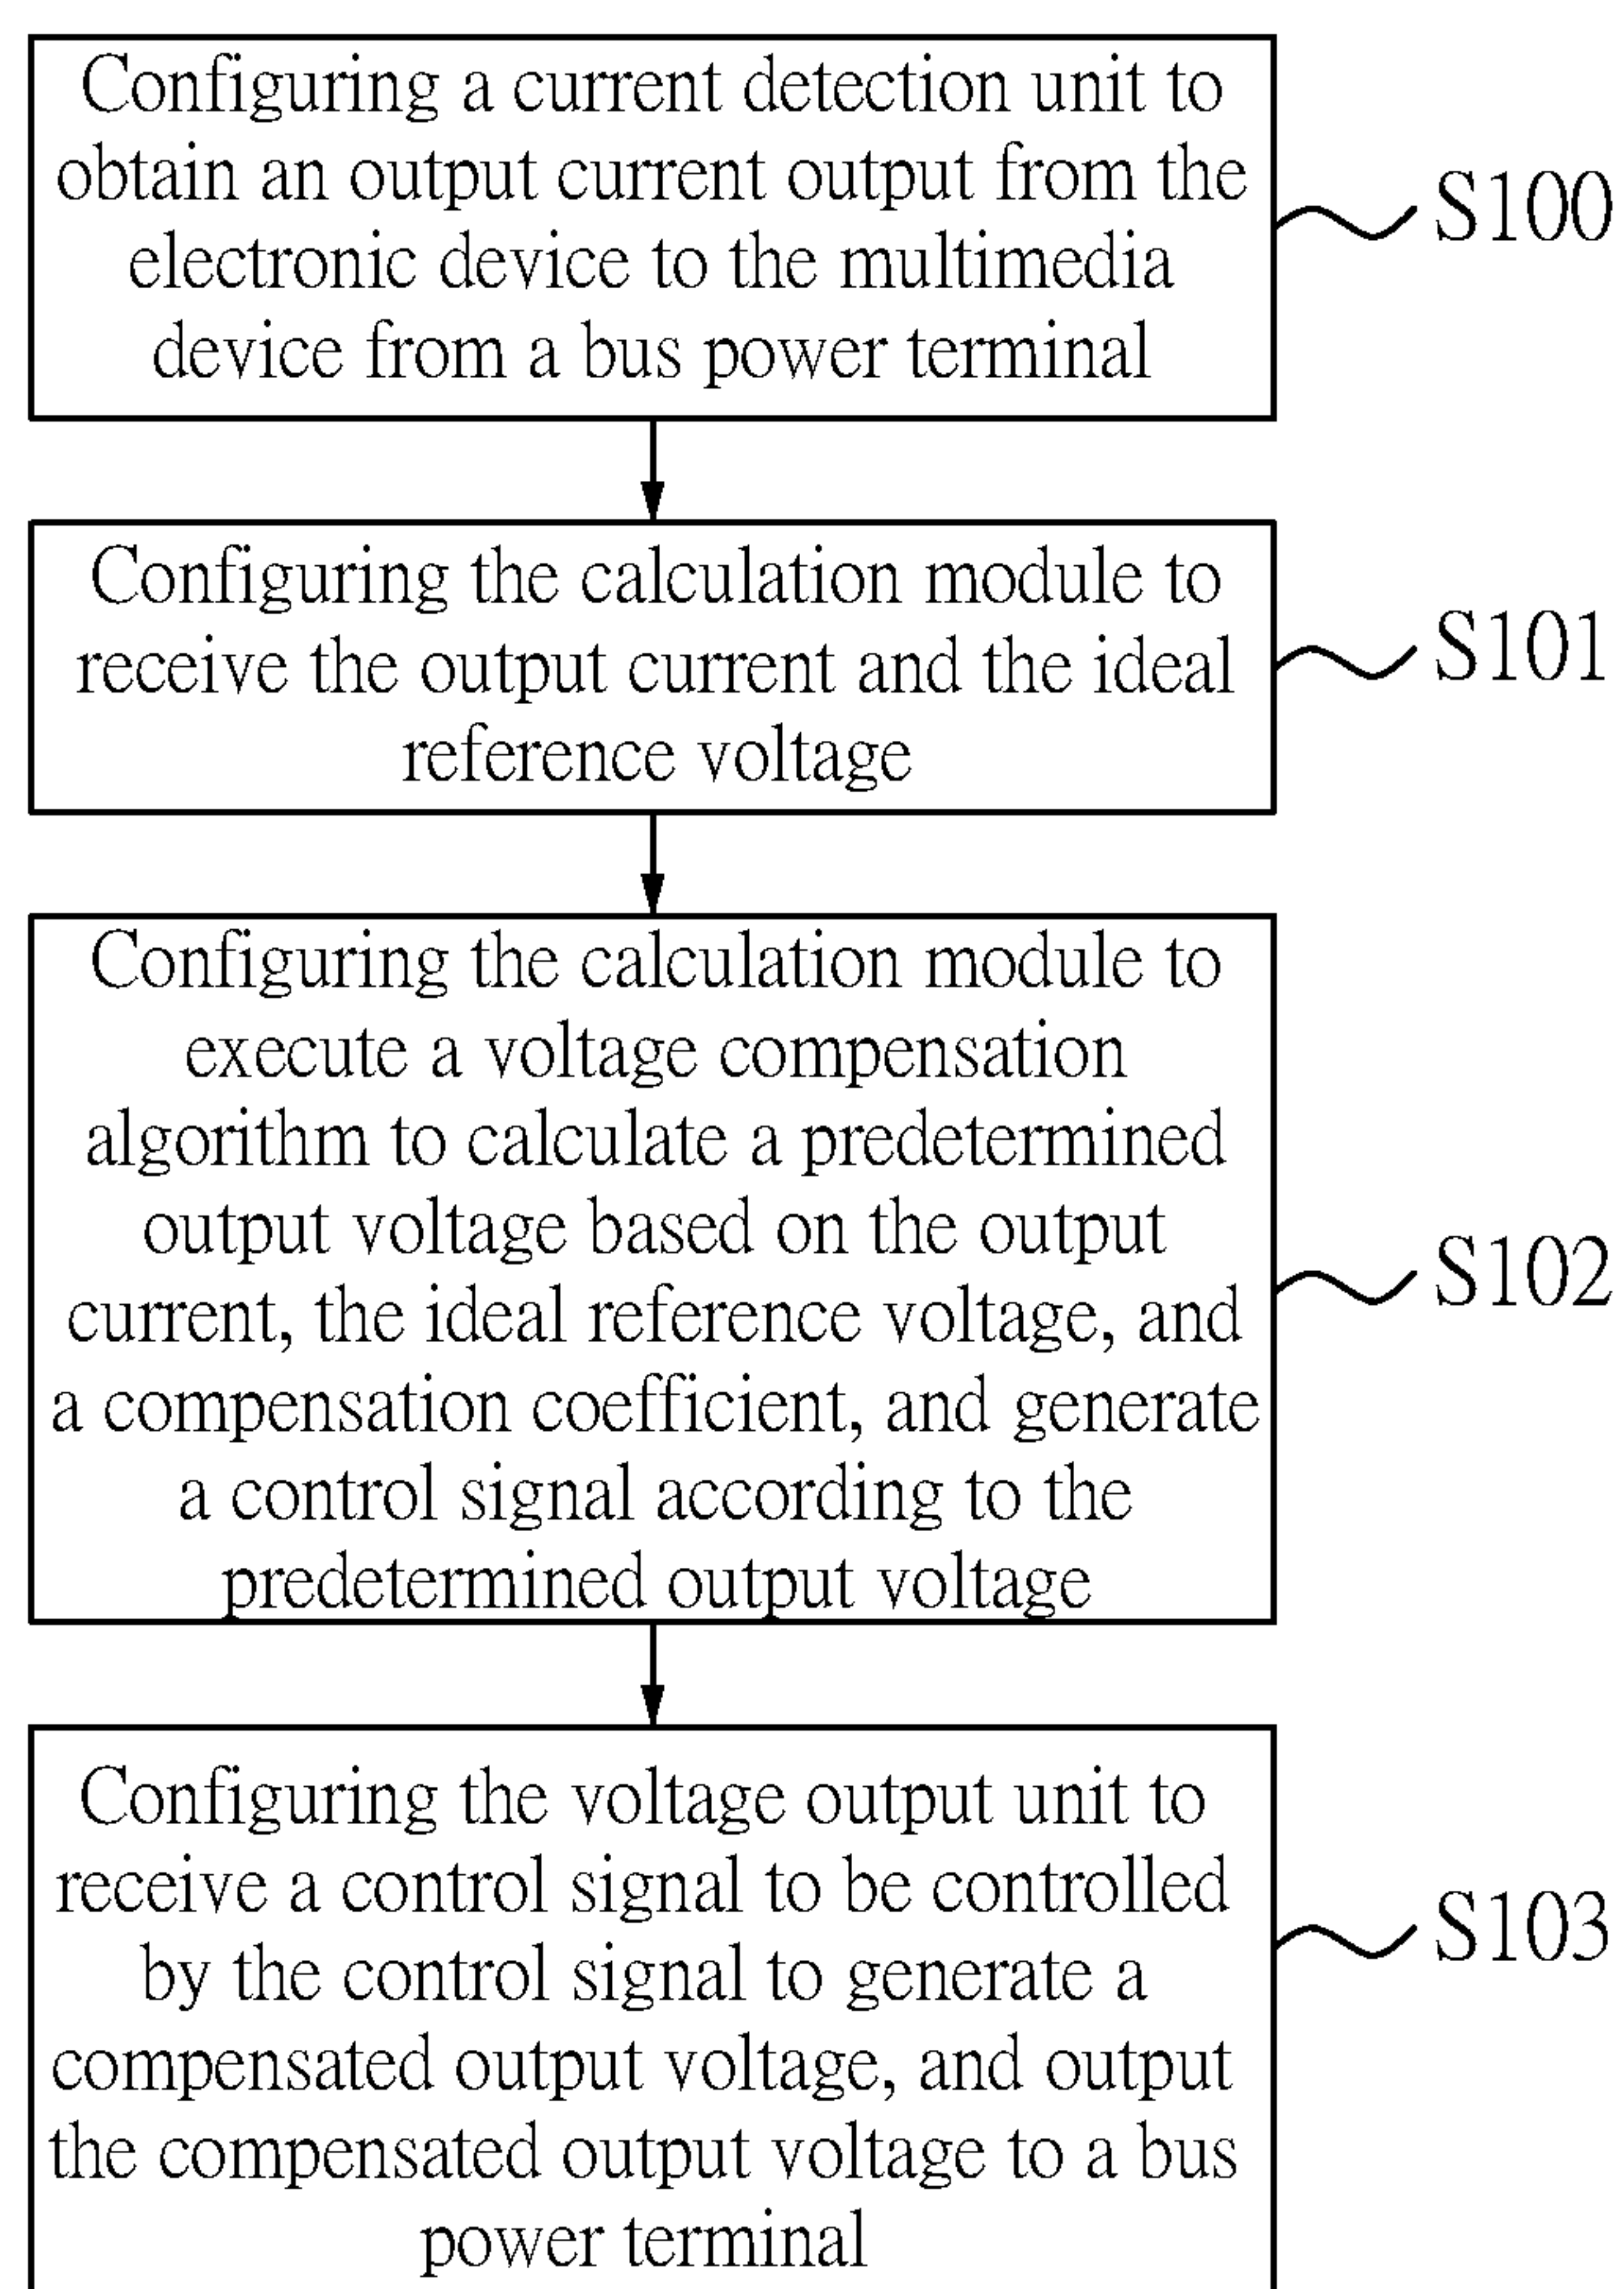 Configuring a current detection unit to
obtain an output current output from the
electronic device to the multimedia
device from a bus power terminal
S100
Configuring the calculation module to
receive the output current and the ideal
reference voltage
S101
Configuring the calculation module to
execute a voltage compensation
algorithm to calculate a predetermined
output voltage based on the output
current, the ideal reference voltage, and
a compensation coefficient, and generate
a control signal according to the
predetermined output voltage
S102
Configuring the voltage output unit to
receive a control signal to be controlled
by the control signal to generate a
compensated output voltage, and output
the compensated output voltage to a bus
power terminal
S103